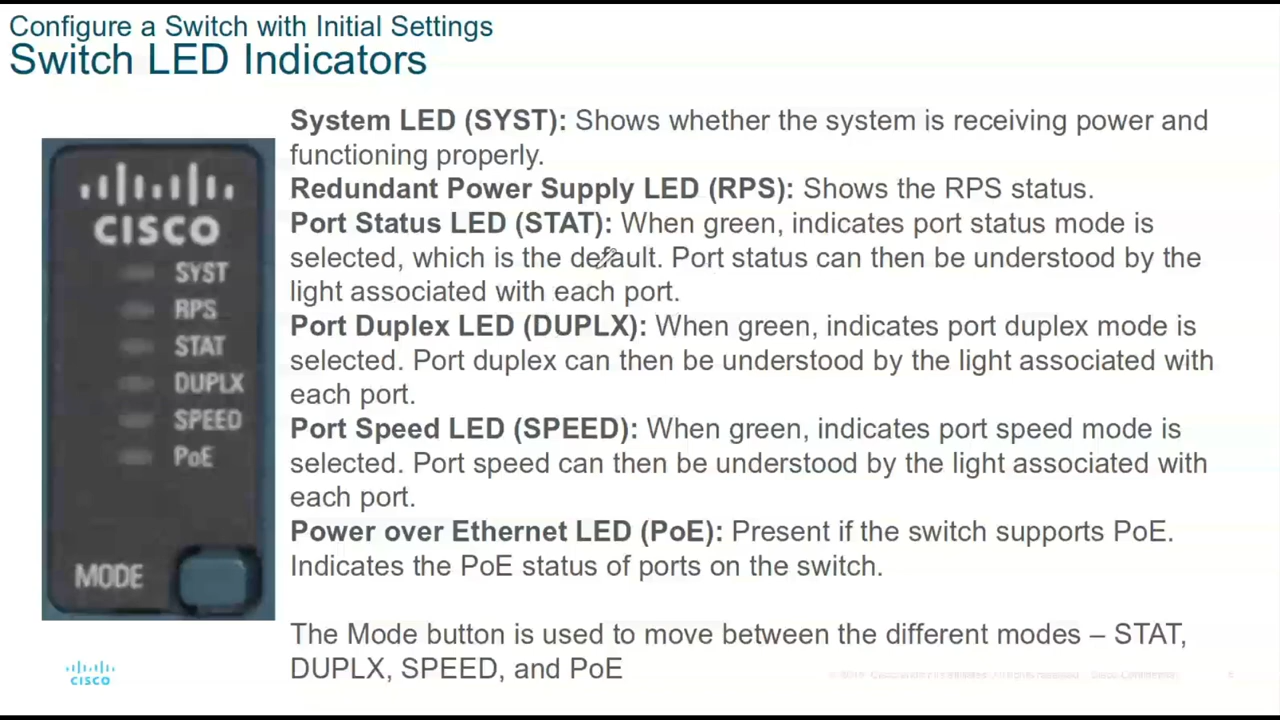 Configure a Switch with Initial Settings
Switch LED Indicators
CISCO
SYST
RPS
STAT
DUPLX
SPEED
PoE
MODE
System LED (SYST): Shows whether the system is receiving power and
functioning properly.
Redundant Power Supply LED (RPS): Shows the RPS status.
Port Status LED (STAT): When green, indicates port status mode is
selected, which is the default. Port status can then be understood by the
light associated with each port.
Port Duplex LED (DUPLX): When green, indicates port duplex mode is
selected. Port duplex can then be understood by the light associated with
each port.
Port Speed LED (SPEED): When green, indicates port speed mode is
selected. Port speed can then be understood by the light associated with
each port.
Power over Ethernet LED (PoE): Present if the switch supports PoE.
Indicates the PoE status of ports on the switch.
The Mode button is used to move between the different modes – STAT,
DUPLX, SPEED, and PoE
CISCO